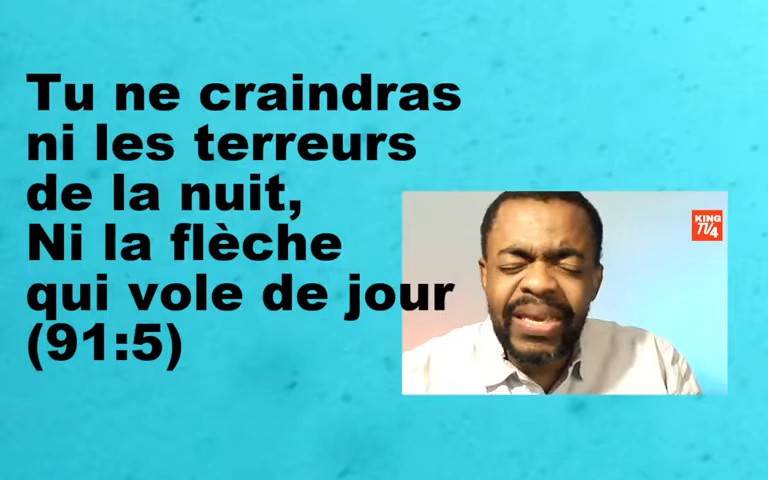 Tu ne craindras
ni les terreurs
de la nuit,
Ni la flèche
qui vole de jour
(91:5)
KING
TV4